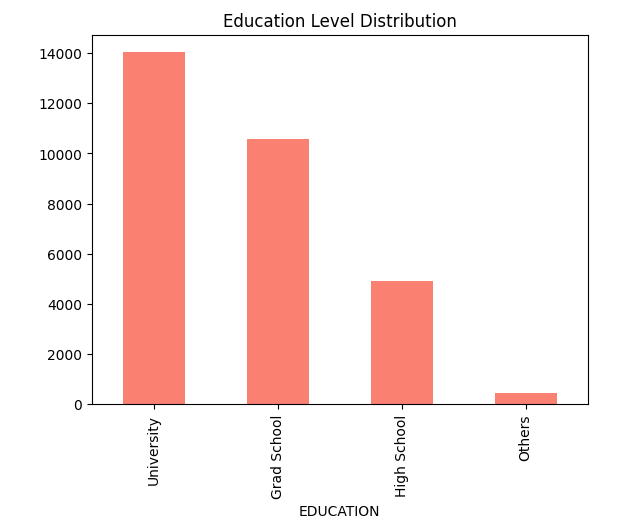 Education Level Distribution
14000
12000
10000
8000
6000
4000
2000
0
University
Grad School
High School
Others
EDUCATION